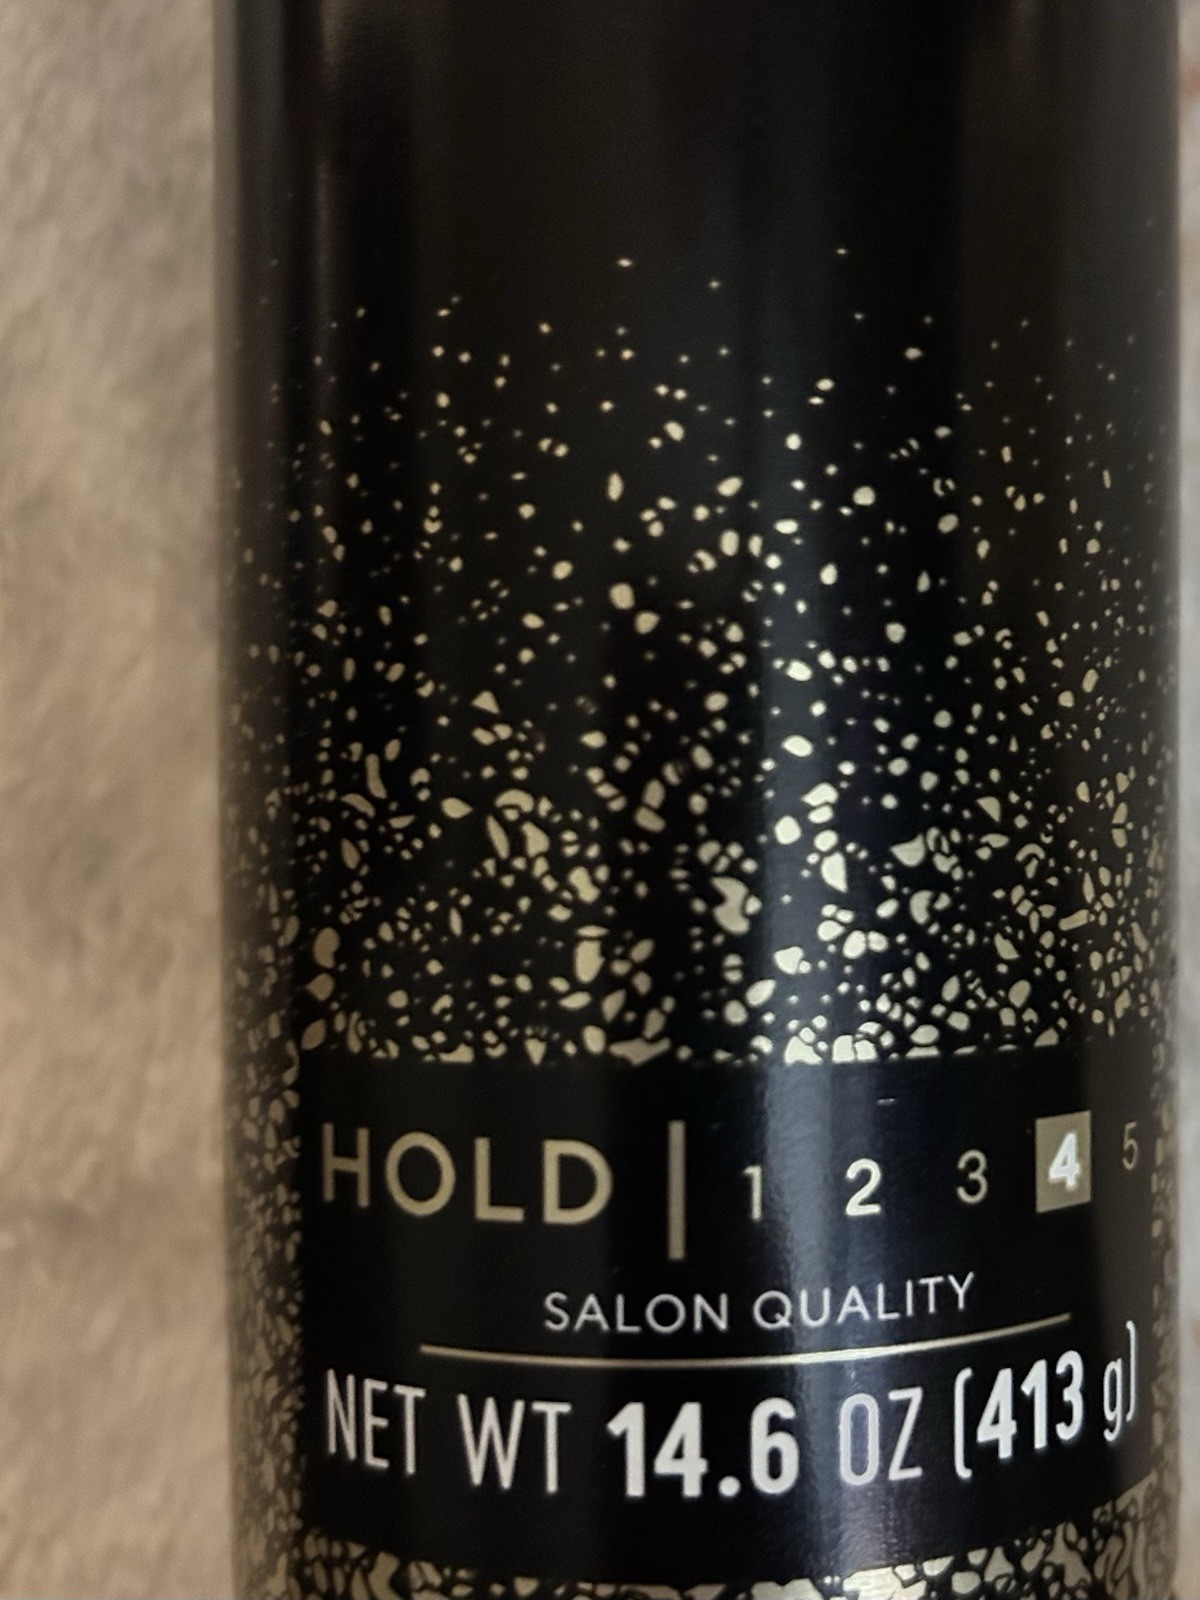 HOLD | 1 2 3 4 5
SALON QUALITY
NET WT 14.6 OZ (413 g)